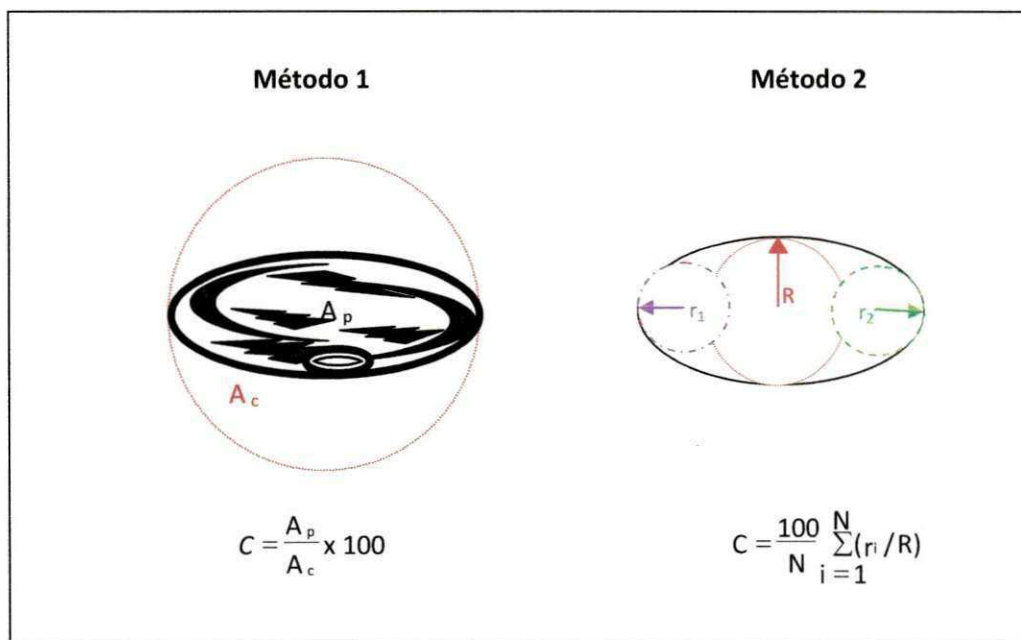 Método 1
Método 2
A p
A c
R
r1
r2
C = A p / A c x 100
C = 100 / N N Σ i = 1 (ri /R)